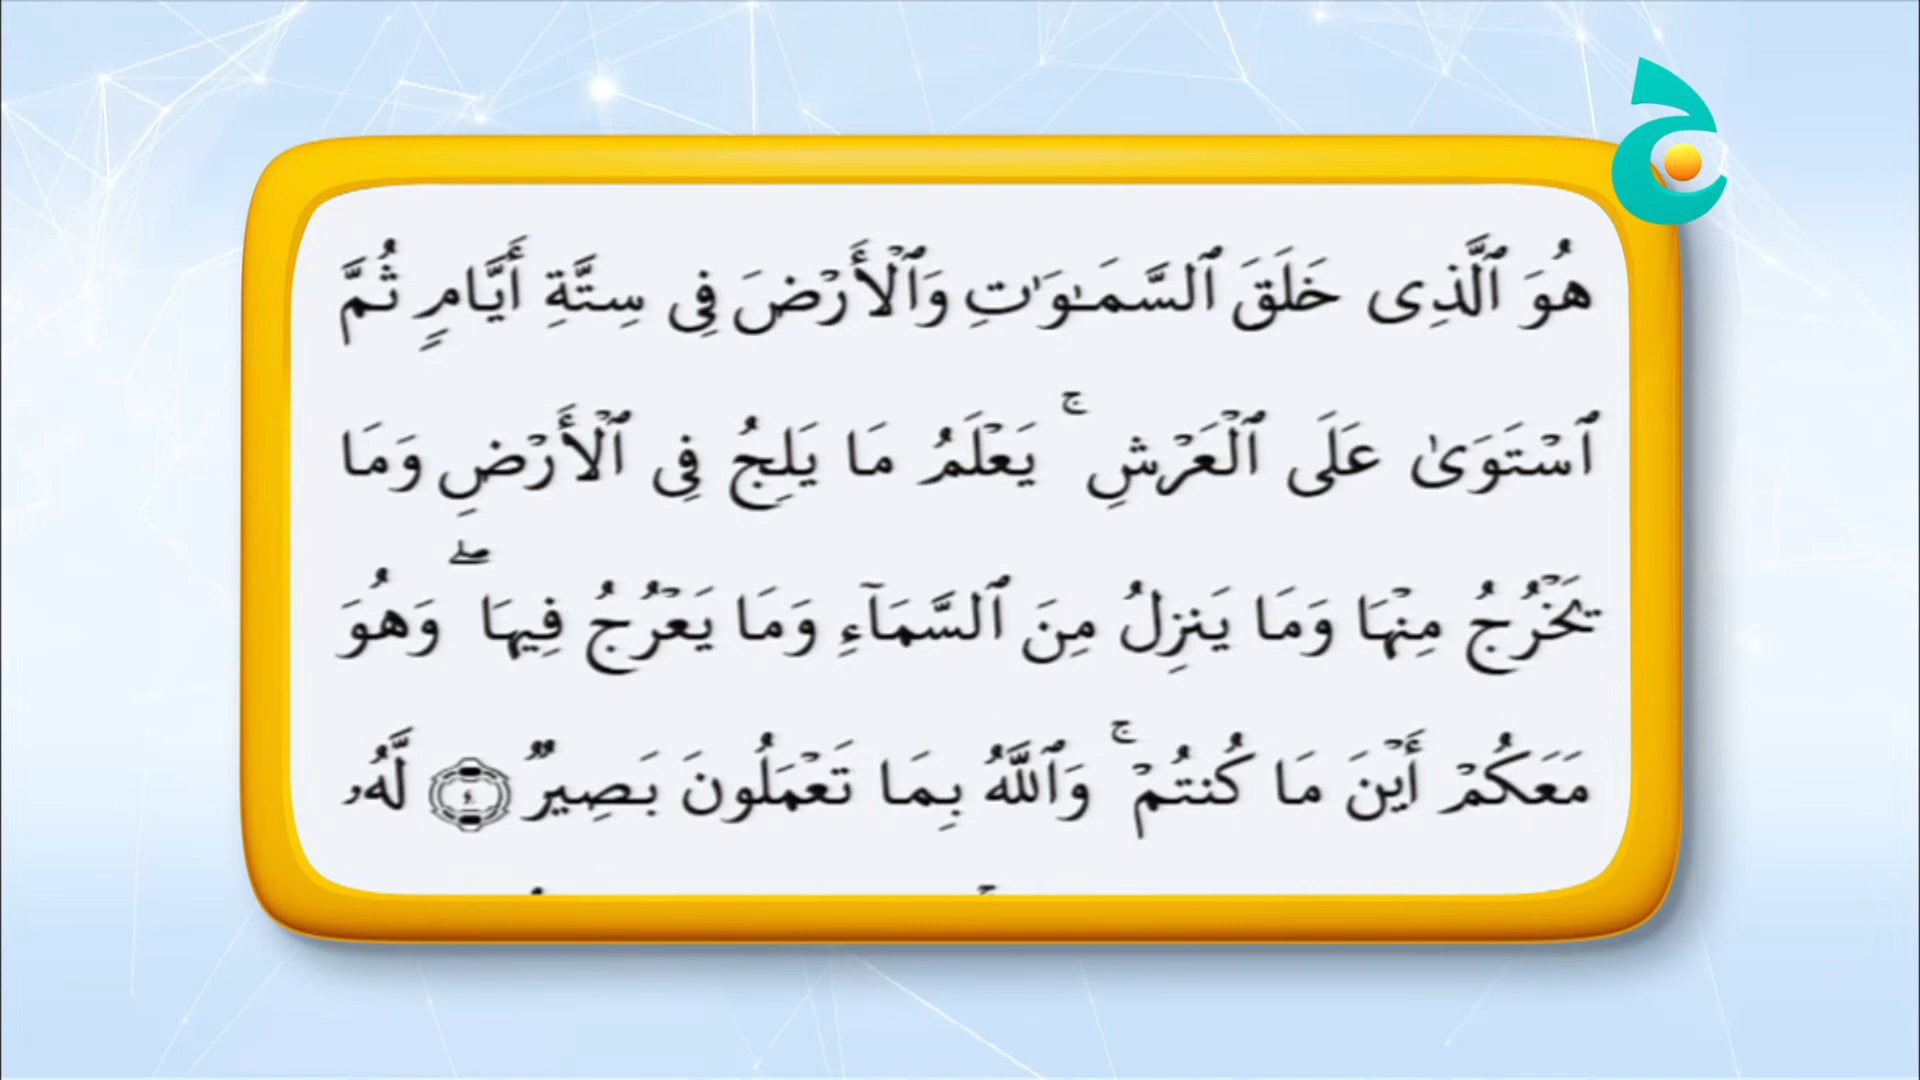 هُوَ ٱلَّذِى خَلَقَ ٱلسَّمَـٰوَٰتِ وَٱلْأَرْضَ فِى سِتَّةِ أَيَّامٍ ثُمَّ
ٱسْتَوَىٰ عَلَى ٱلْعَرْشِ ۚ يَعْلَمُ مَا يَلِجُ فِى ٱلْأَرْضِ وَمَا
يَخْرُجُ مِنْهَا وَمَا يَنزِلُ مِنَ ٱلسَّمَآءِ وَمَا يَعْرُجُ فِيهَا ۖ وَهُوَ
مَعَكُمْ أَيْنَ مَا كُنتُمْ ۚ وَٱللَّهُ بِمَا تَعْمَلُونَ بَصِيرٌ ٤ لَّهُۥ